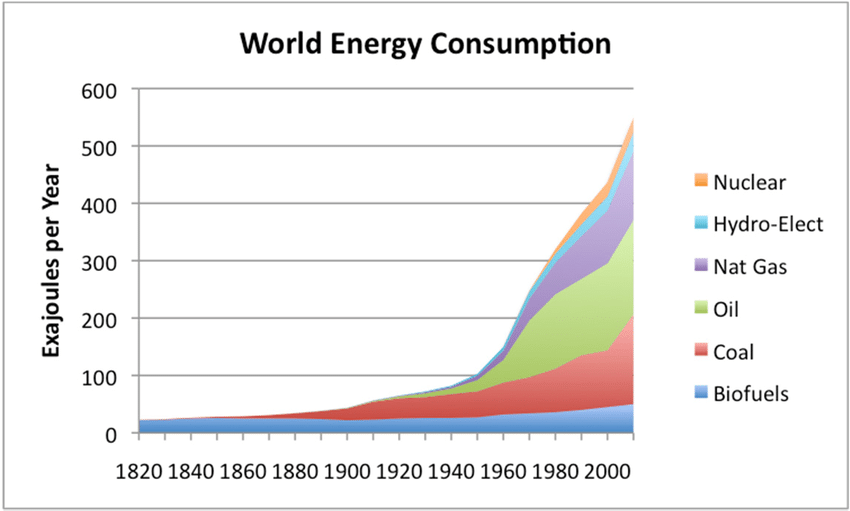 World Energy Consumption
Exajoules per Year
600
500
400
300
200
100
0
1820 1840 1860 1880 1900 1920 1940 1960 1980 2000
Nuclear
Hydro-Elect
Nat Gas
Oil
Coal
Biofuels